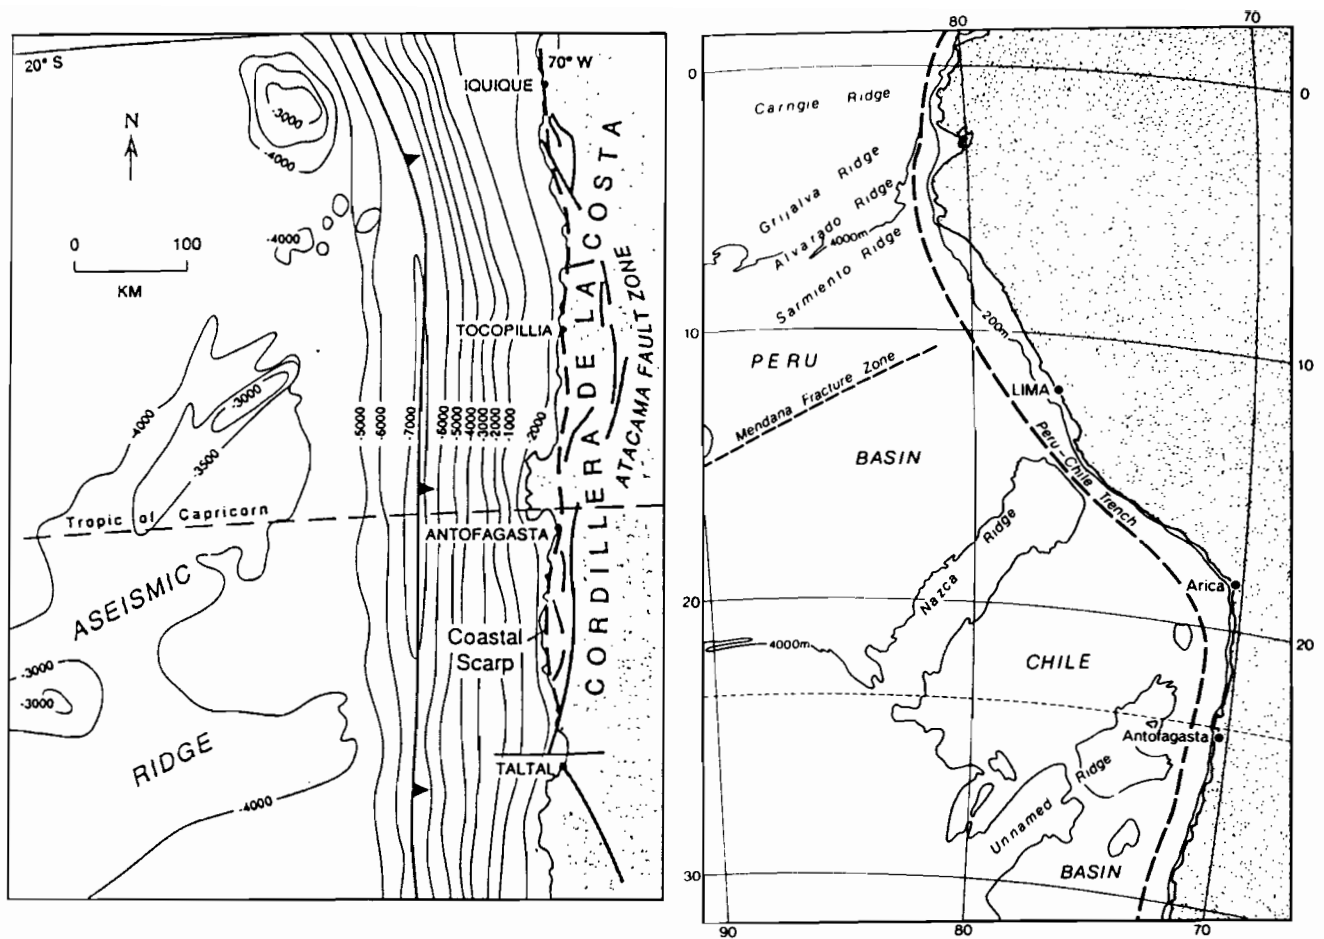 20° S
70° W
IQUIQUE
N
-3000
-4000
0 100
KM
-4000
TOCOPILLIA
CORDILLERA DE LA COSTA
ATACAMA FAULT ZONE
-3000
-4000
-3500
-5000
-6000
-7000
-6000
-5000
-4000
-3000
-2000
-1000
-2000
Tropic of Capricorn
ANTOFAGASTA
ASEISMIC
RIDGE
Coastal
Scarp
-3000
-3000
TALTAL
-4000
80 70
0 0
Carngie Ridge
Grijalva Ridge
Alvarado Ridge
4000m
Sarmiento Ridge
10 10
200m
PERU
LIMA
Mendana Fracture Zone
BASIN
Peru-Chile Trench
Nazca Ridge
Arica
20 20
4000m
CHILE
Antofagasta
Unnamed Ridge
BASIN
30
90 80 70